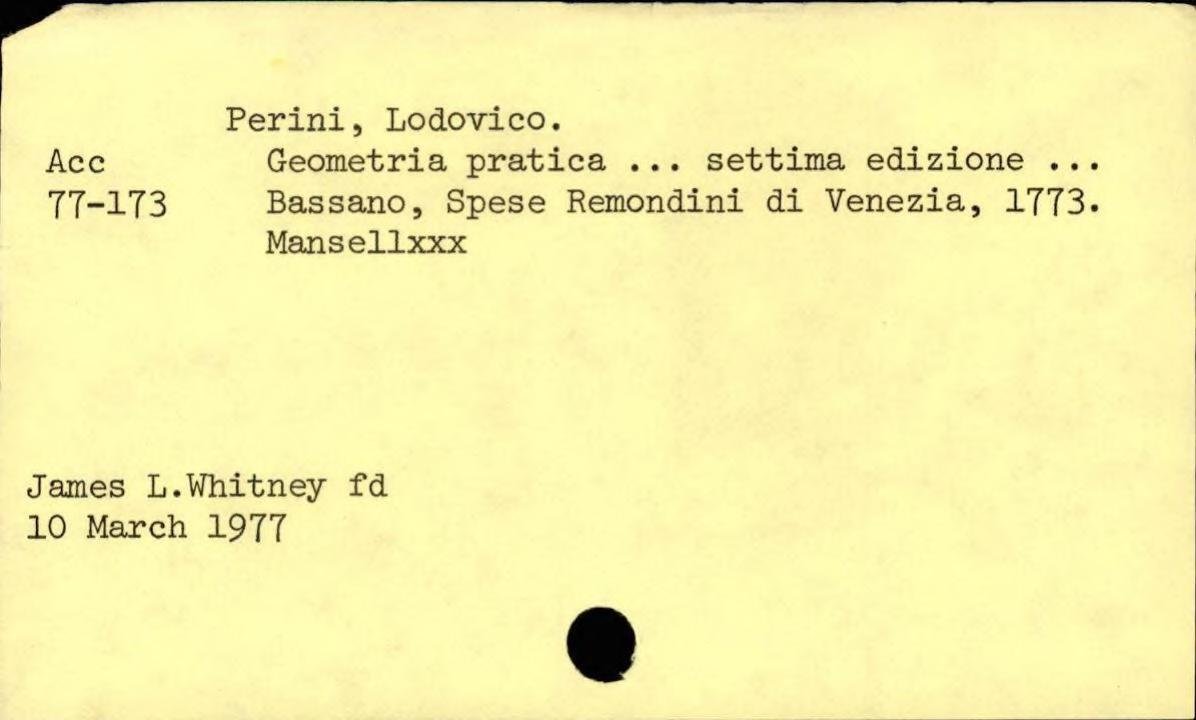 Perini, Lodovico.
Acc Geometria pratica ... settima edizione ...
77-173 Bassano, Spese Remondini di Venezia, 1773.
Mansellxxx
James L.Whitney fd
10 March 1977